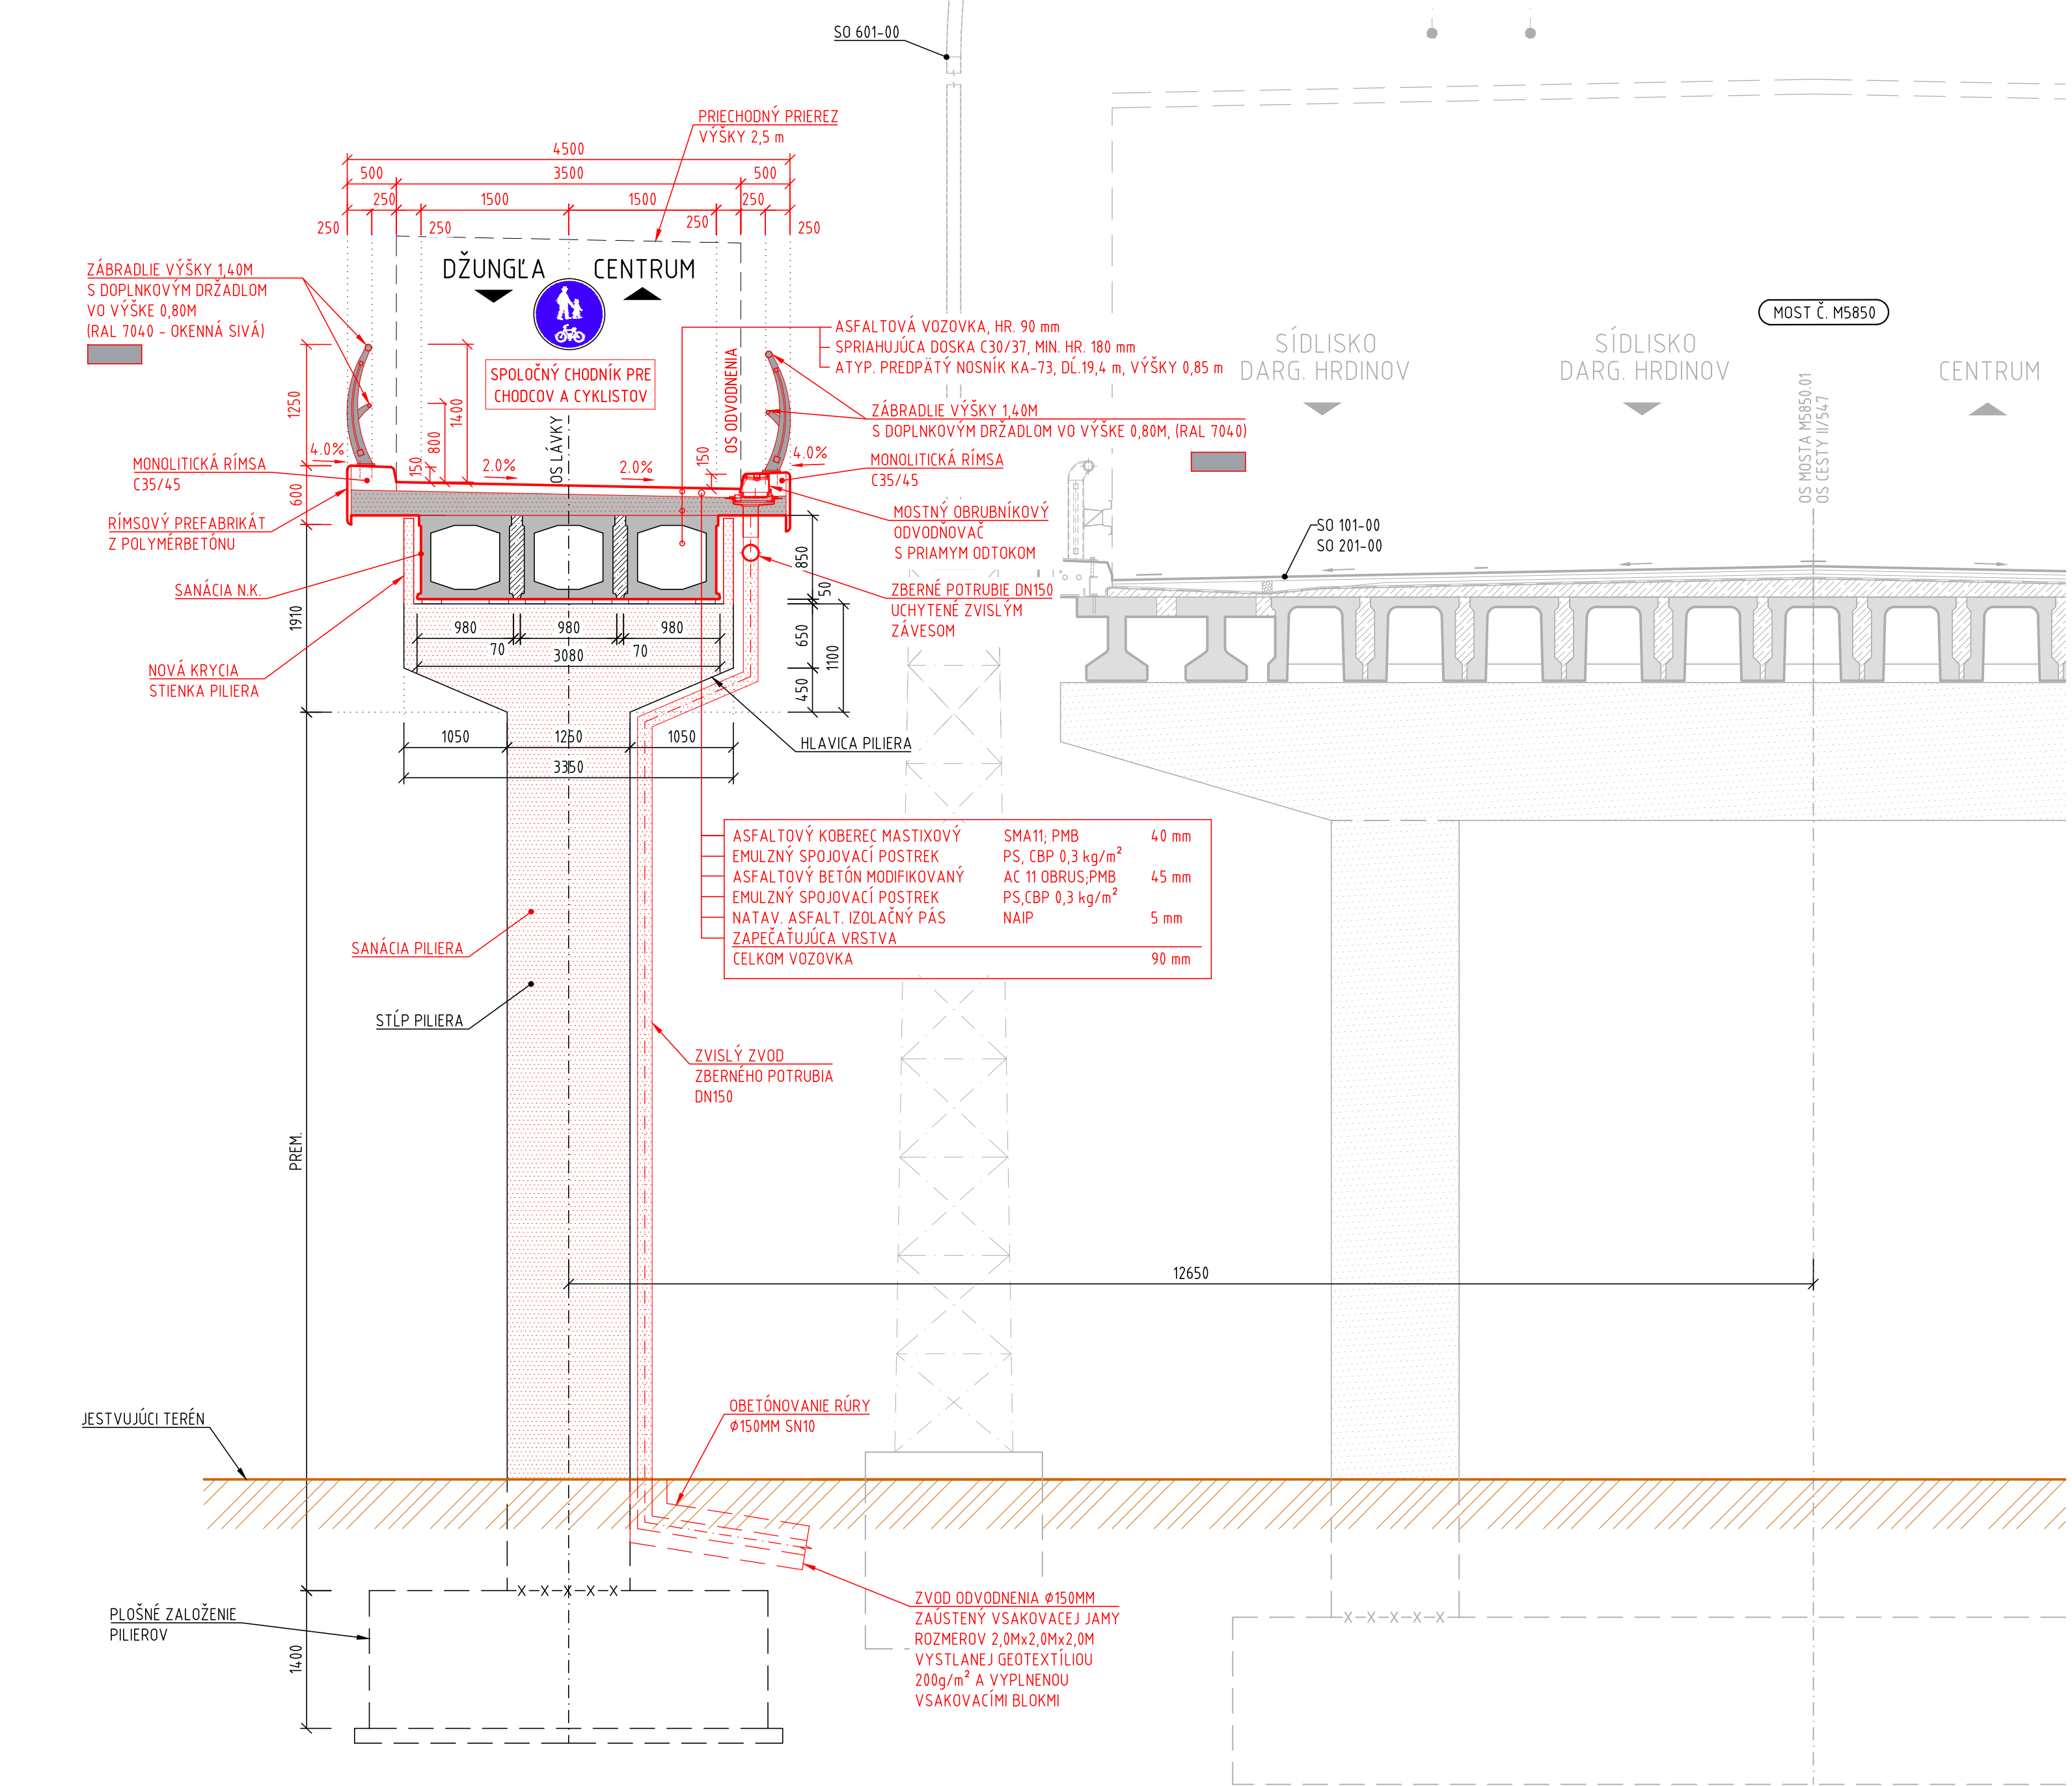 SO 601-00
PRIECHODNÝ PRIEREZ
VÝŠKY 2,5 m
4500
500
3500
500
250
1500
1500
250
250
250
250
250
DŽUNGĽA
CENTRUM
ZÁBRADLIE VÝŠKY 1,40M
S DOPLNKOVÝM DRŽADLOM
VO VÝŠKE 0,80M
(RAL 7040 - OKENNÁ SIVÁ)
SPOLOČNÝ CHODNÍK PRE
CHODCOV A CYKLISTOV
OS ODVODNENIA
OS LÁVKY
ASFALTOVÁ VOZOVKA, HR. 90 mm
SPRIAHUJÚCA DOSKA C30/37, MIN. HR. 180 mm
ATYP. PREDPÄTÝ NOSNÍK KA-73, DĹ.19,4 m, VÝŠKY 0,85 m
ZÁBRADLIE VÝŠKY 1,40M
S DOPLNKOVÝM DRŽADLOM VO VÝŠKE 0,80M, (RAL 7040)
MOST Č. M5850
SÍDLISKO
DARG. HRDINOV
SÍDLISKO
DARG. HRDINOV
CENTRUM
OS MOSTA M5850.01
OS CESTY II/547
SO 101-00
SO 201-00
1250
1400
800
150
150
4.0%
2.0%
2.0%
4.0%
600
MONOLITICKÁ RÍMSA
C35/45
MONOLITICKÁ RÍMSA
C35/45
RÍMSOVÝ PREFABRIKÁT
Z POLYMÉRBETÓNU
MOSTNÝ OBRUBNÍKOVÝ
ODVODŇOVAČ
S PRIAMYM ODTOKOM
SANÁCIA N.K.
ZBERNÉ POTRUBIE DN150
UCHYTENÉ ZVISLÝM
ZÁVESOM
850
50
650
1100
450
1910
980
980
980
70
3080
70
NOVÁ KRYCIA
STIENKA PILIERA
1050
1250
1050
3350
HLAVICA PILIERA
ASFALTOVÝ KOBEREC MASTIXOVÝ SMA11; PMB 40 mm
EMULZNÝ SPOJOVACÍ POSTREK PS, CBP 0,3 kg/m²
ASFALTOVÝ BETÓN MODIFIKOVANÝ AC 11 OBRUS;PMB 45 mm
EMULZNÝ SPOJOVACÍ POSTREK PS,CBP 0,3 kg/m²
NATAV. ASFALT. IZOLAČNÝ PÁS NAIP 5 mm
ZAPEČAŤUJÚCA VRSTVA
CELKOM VOZOVKA 90 mm
SANÁCIA PILIERA
STĹP PILIERA
ZVISLÝ ZVOD
ZBERNÉHO POTRUBIA
DN150
PREM.
12650
JESTVUJÚCI TERÉN
OBETÓNOVANIE RÚRY
ϕ150MM SN10
PLOŠNÉ ZALOŽENIE
PILIEROV
1400
ZVOD ODVODNENIA ϕ150MM
ZAÚSTENÝ VSAKOVACEJ JAMY
ROZMEROV 2,0Mx2,0Mx2,0M
VYSTLANEJ GEOTEXTÍLIOU
200g/m² A VYPLNENOU
VSAKOVACÍMI BLOKMI